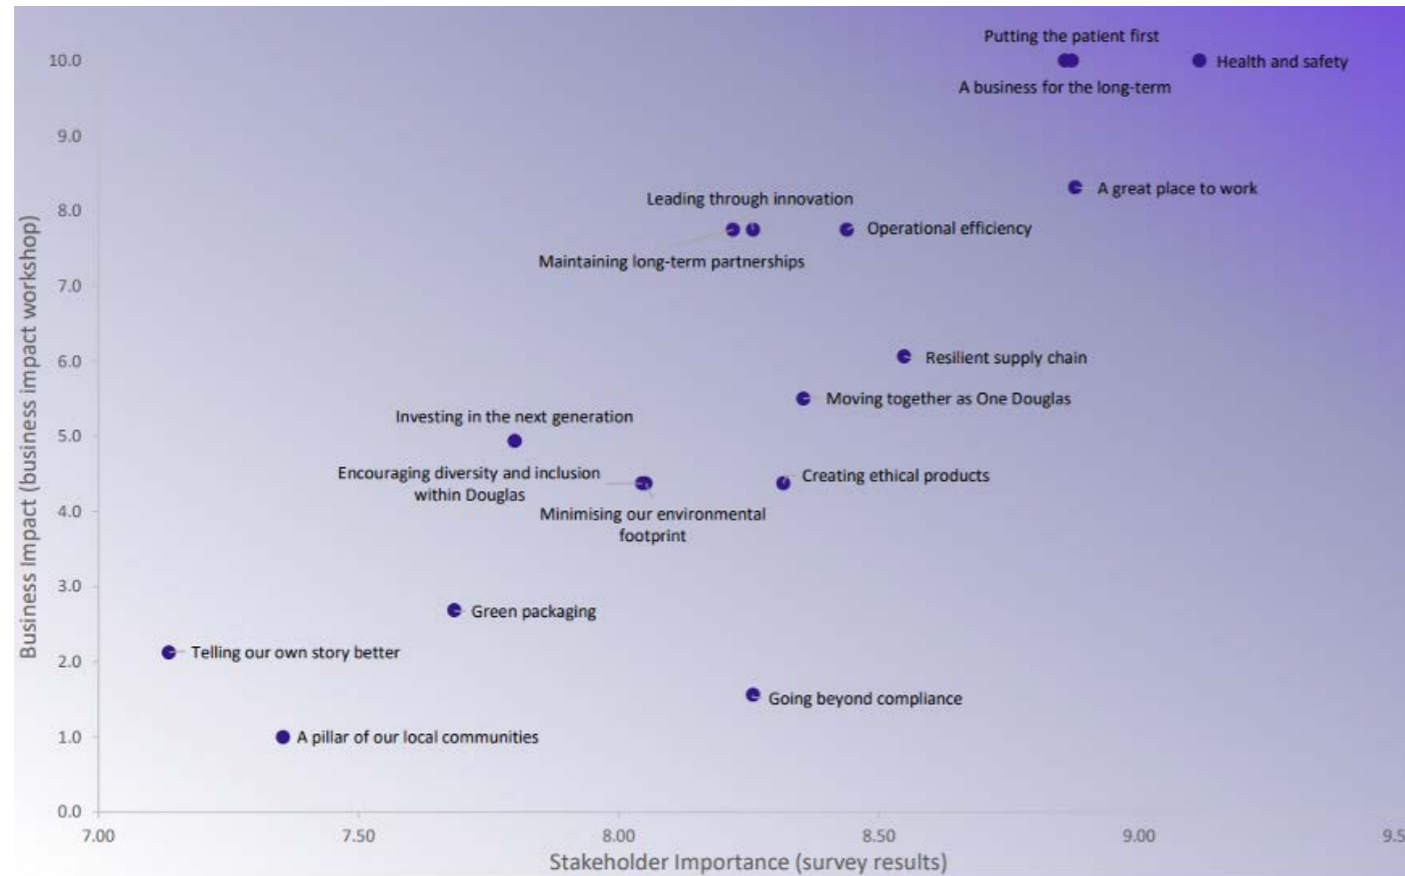 Putting the patient first
10.0
Health and safety
A business for the long-term
9.0
A great place to work
Leading through innovation
8.0
Operational efficiency
Maintaining long-term partnerships
7.0
6.0
Resilient supply chain
Moving together as One Douglas
Investing in the next generation
5.0
Encouraging diversity and inclusion
within Douglas
Creating ethical products
4.0
Minimising our environmental
footprint
3.0
Green packaging
2.0
Telling our own story better
Going beyond compliance
1.0
A pillar of our local communities
0.0
Business Impact (business impact workshop)
7.00 7.50 8.00 8.50 9.00 9.5
Stakeholder Importance (survey results)